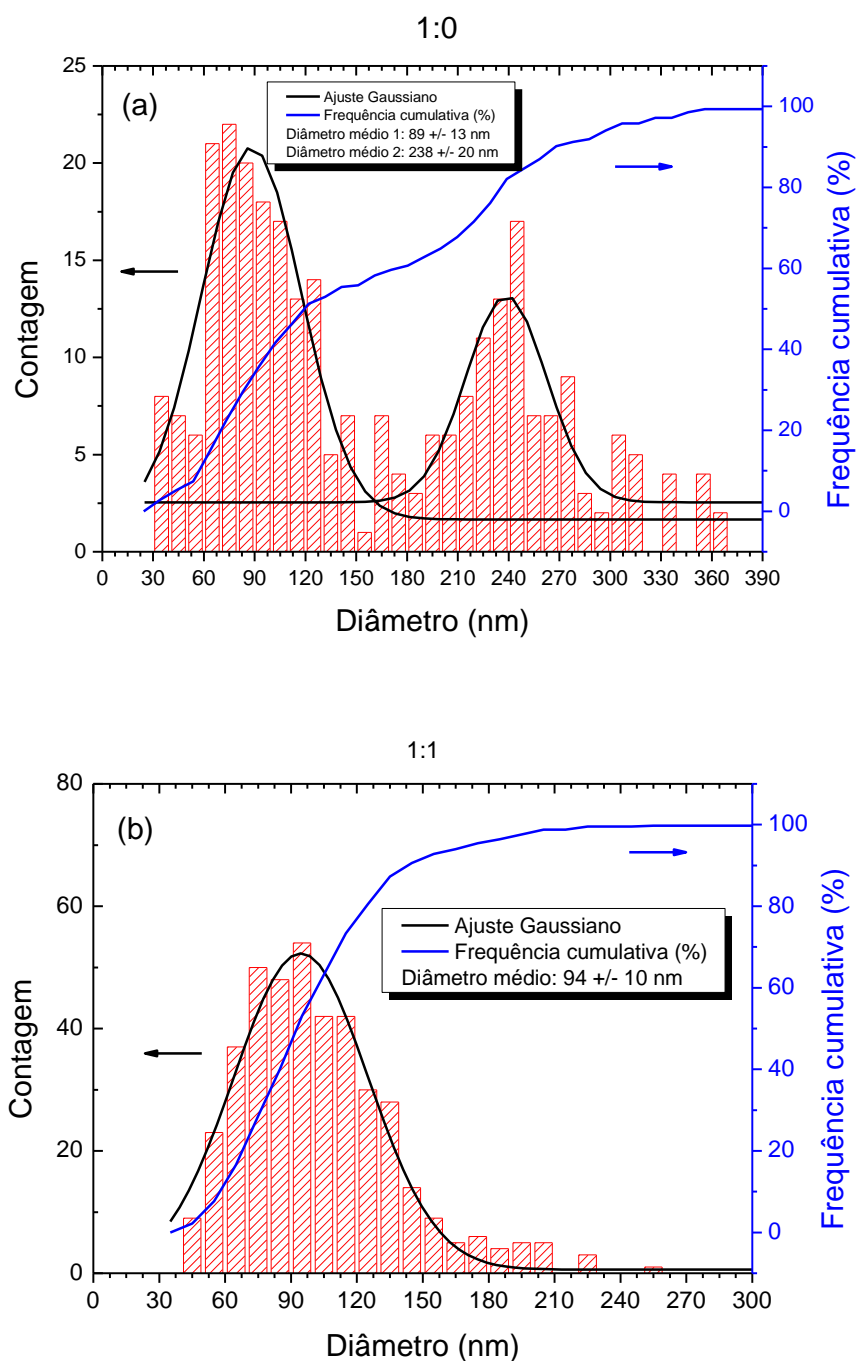 1:0
(a)
Ajuste Gaussiano
Frequência cumulativa (%)
Diâmetro médio 1: 89 +/- 13 nm
Diâmetro médio 2: 238 +/- 20 nm
25
20
15
10
5
0
Contagem
100
80
60
40
20
0
Frequência cumulativa (%)
0 30 60 90 120 150 180 210 240 270 300 330 360 390
Diâmetro (nm)
1:1
(b)
Ajuste Gaussiano
Frequência cumulativa (%)
Diâmetro médio: 94 +/- 10 nm
80
60
40
20
0
Contagem
100
80
60
40
20
0
Frequência cumulativa (%)
0 30 60 90 120 150 180 210 240 270 300
Diâmetro (nm)